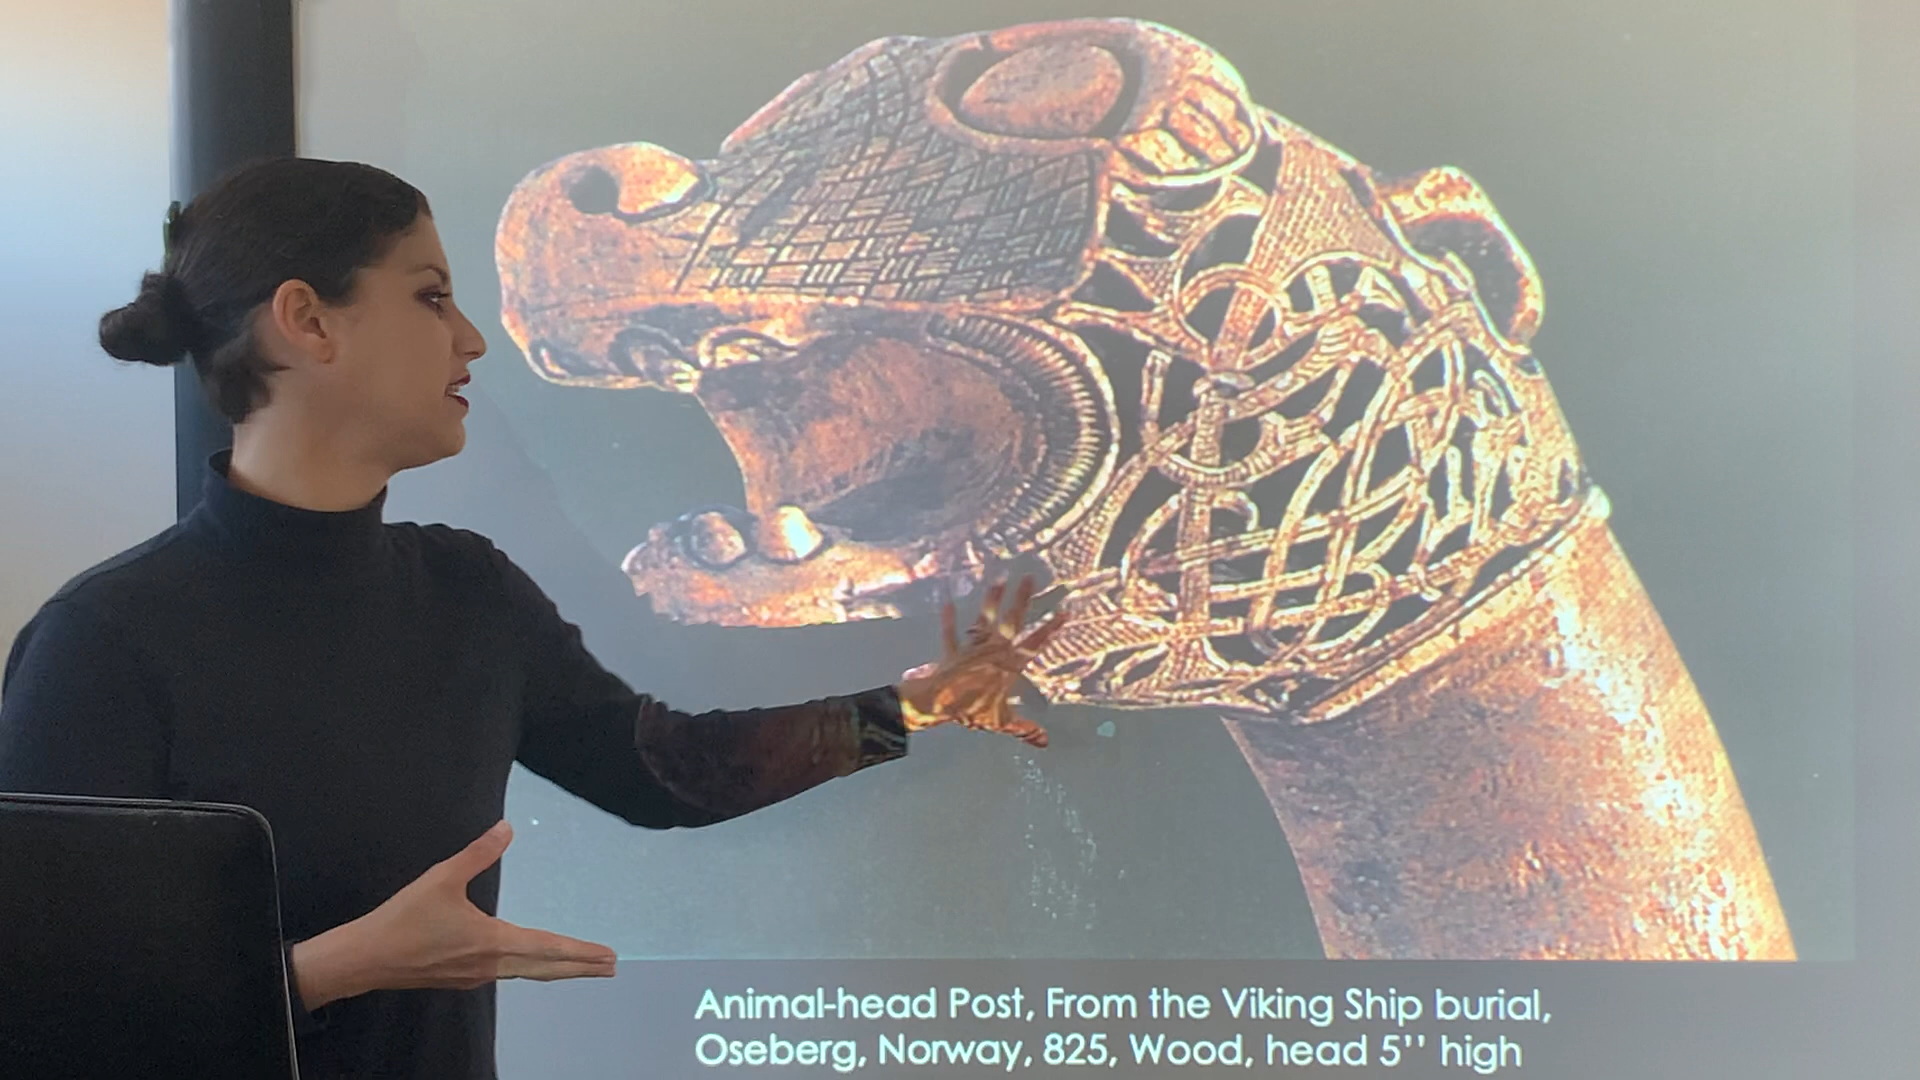 Animal-head Post, From the Viking Ship burial,
Oseberg, Norway, 825, Wood, head 5'' high